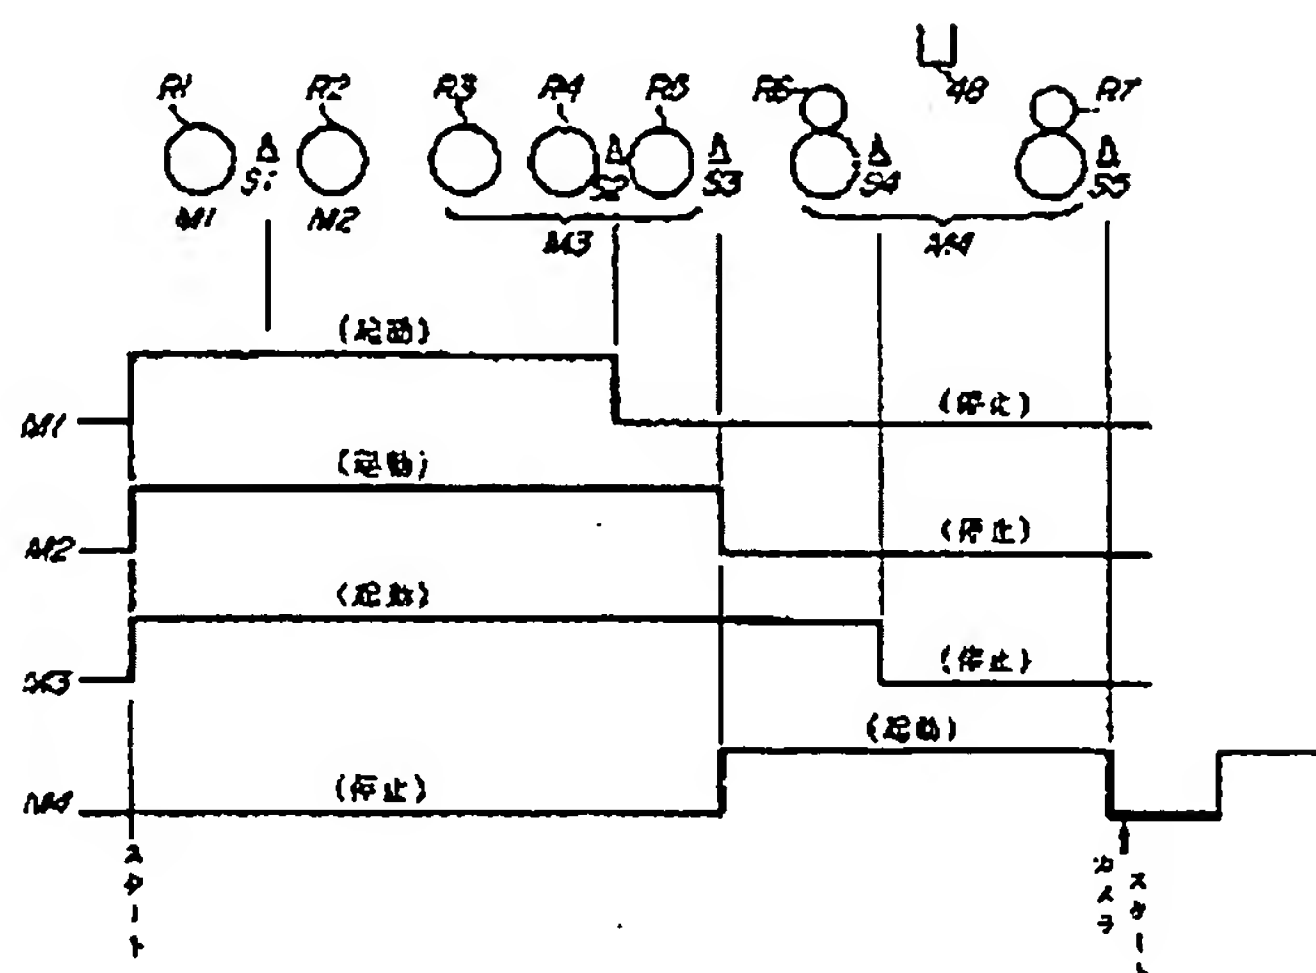 R1 R2 R3 R4 R5 R6 48 R7
S1 S2 S3 S4 S5
M1 M2 M3 M4
(起動)
M1 (停止)
(起動)
M2 (停止)
(起動)
M3 (停止)
(起動)
M4 (停止)
スタート
カメラ
スタート